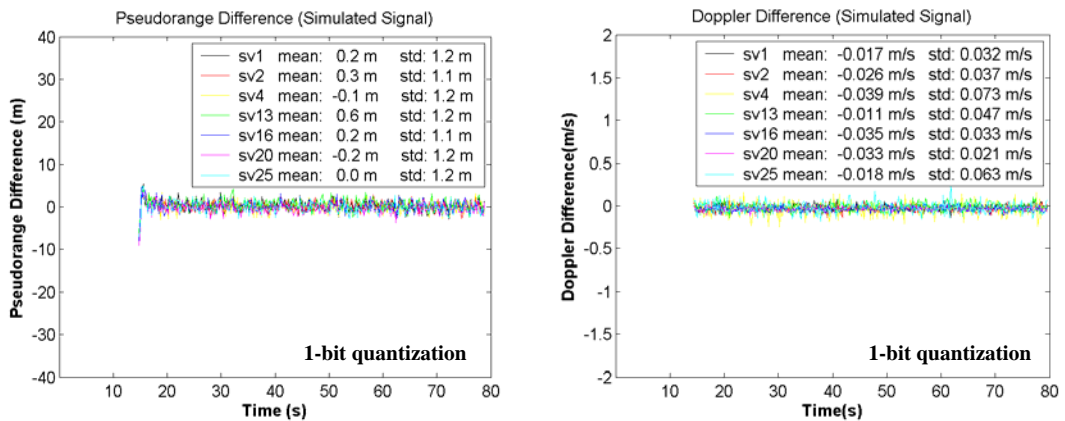 Pseudorange Difference (Simulated Signal)
40
30
20
10
0
-10
-20
-30
-40
Pseudorange Difference (m)
sv1 mean: 0.2 m std: 1.2 m
sv2 mean: 0.3 m std: 1.1 m
sv4 mean: -0.1 m std: 1.2 m
sv13 mean: 0.6 m std: 1.2 m
sv16 mean: 0.2 m std: 1.1 m
sv20 mean: -0.2 m std: 1.2 m
sv25 mean: 0.0 m std: 1.2 m
1-bit quantization
10 20 30 40 50 60 70 80
Time (s)
Doppler Difference (Simulated Signal)
2
1.5
1
0.5
0
-0.5
-1
-1.5
-2
Doppler Difference(m/s)
sv1 mean: -0.017 m/s std: 0.032 m/s
sv2 mean: -0.026 m/s std: 0.037 m/s
sv4 mean: -0.039 m/s std: 0.073 m/s
sv13 mean: -0.011 m/s std: 0.047 m/s
sv16 mean: -0.035 m/s std: 0.033 m/s
sv20 mean: -0.033 m/s std: 0.021 m/s
sv25 mean: -0.018 m/s std: 0.063 m/s
1-bit quantization
10 20 30 40 50 60 70 80
Time(s)